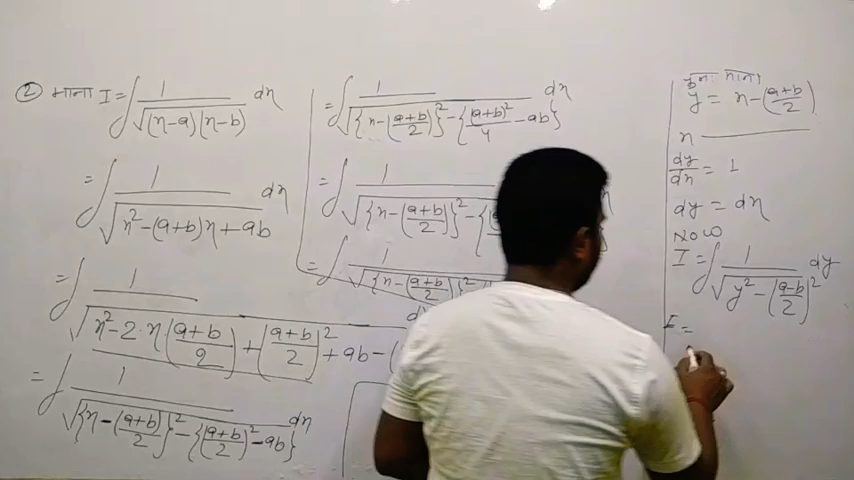 ② माना I = ∫ 1/√((x-a)(x-b)) dx
= ∫ 1/√(x²-(a+b)x+ab) dx
= ∫ 1/√(x²-2·x((a+b)/2)+((a+b)/2)²+ab-(
= ∫ 1/√({x-((a+b)/2)}²-{((a+b)/2)²-ab}) dx
= ∫ 1/√({x-((a+b)/2)}²-{(a+b)²/4-ab}) dx
= ∫ 1/√({x-((a+b)/2)}²-{
= ∫ 1/√({x-((a+b)/2)}²
पुनः माना
y = x-((a+b)/2)
x
dy/dx = 1
dy = dx
NOW
I = ∫ 1/√(y²-((a-b)/2)²) dy
I =